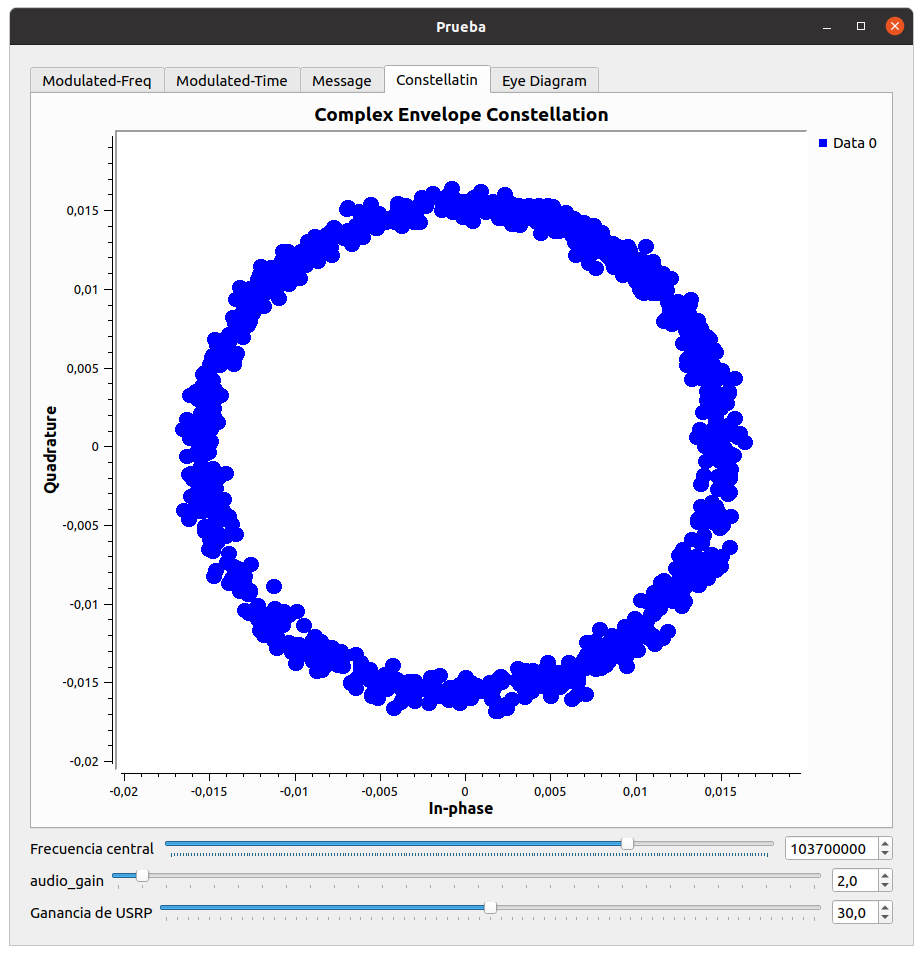 Prueba
Modulated-Freq Modulated-Time Message Constellatin Eye Diagram
Complex Envelope Constellation
Data 0
0,015
0,01
0,005
0
-0,005
-0,01
-0,015
-0,02
Quadrature
-0,02 -0,015 -0,01 -0,005 0 0,005 0,01 0,015
In-phase
Frecuencia central 103700000
audio_gain 2,0
Ganancia de USRP 30,0